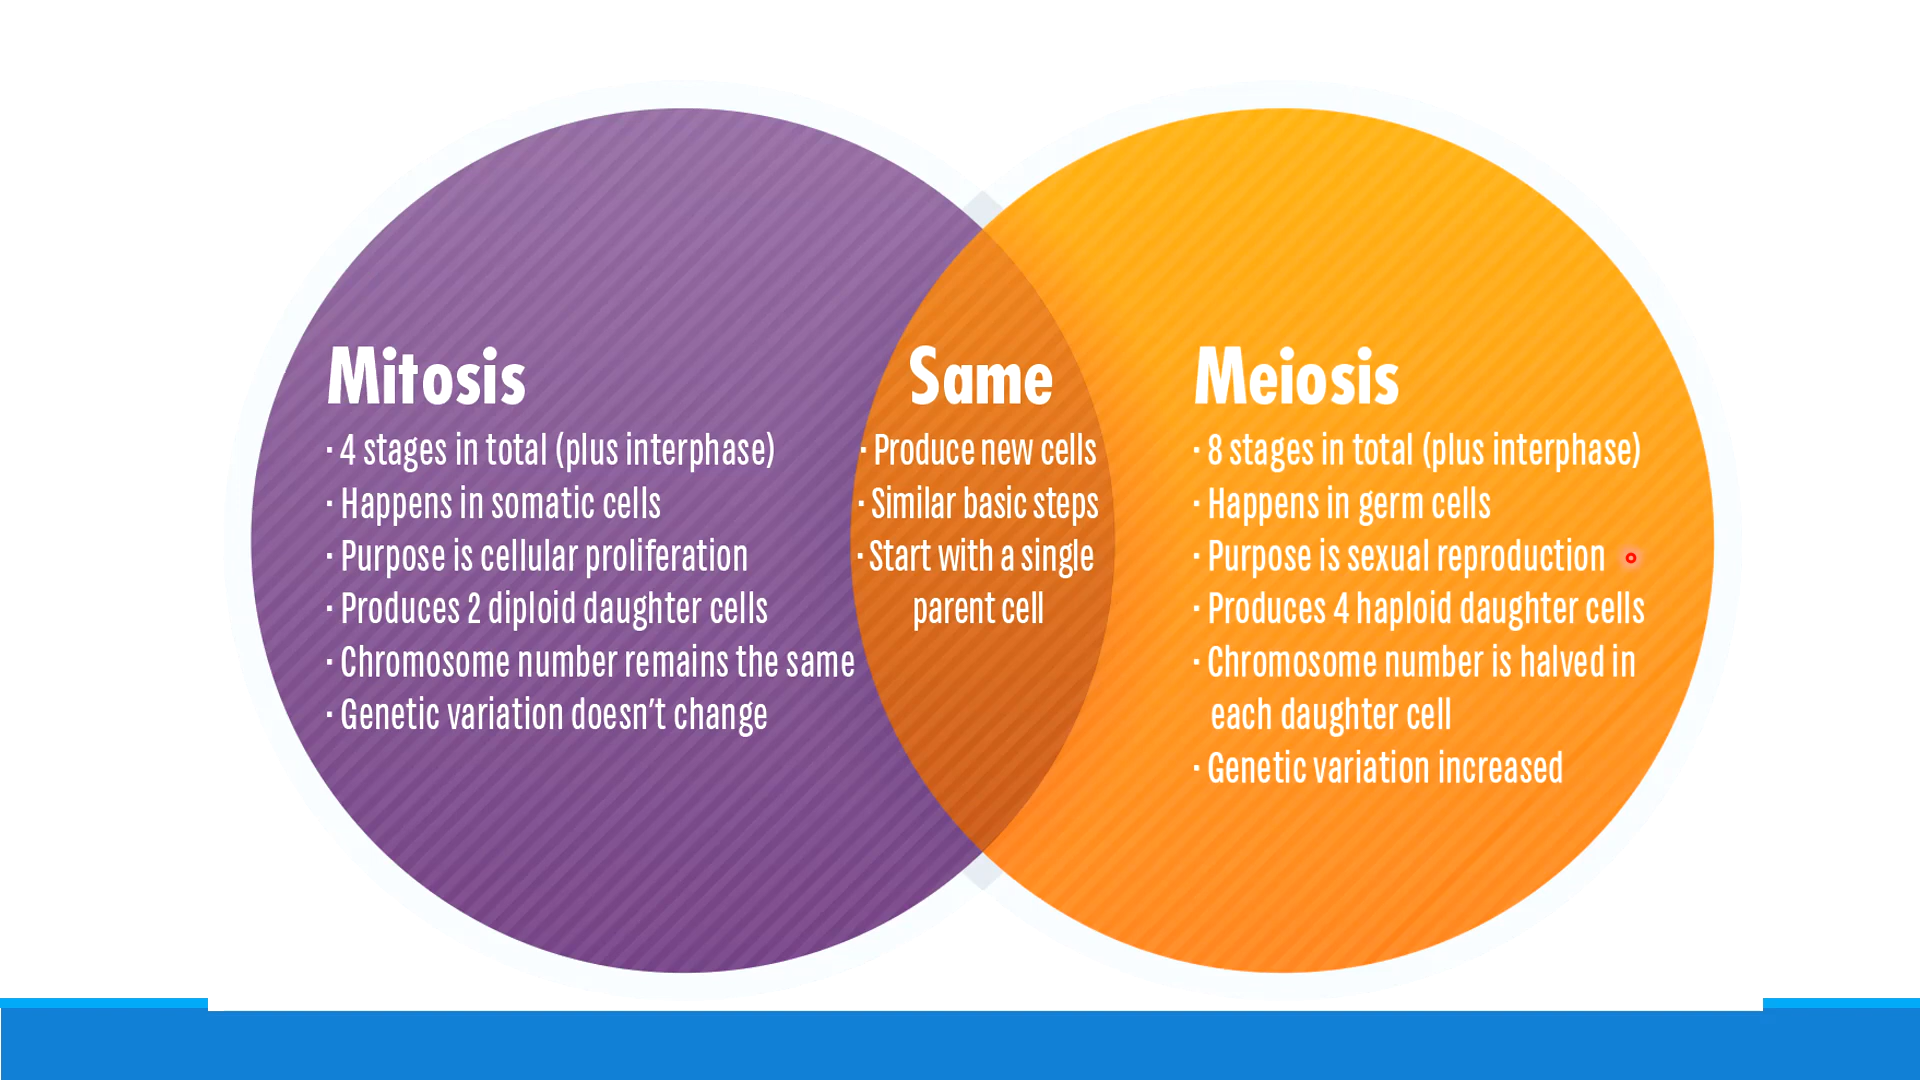 Mitosis
· 4 stages in total (plus interphase)
· Happens in somatic cells
· Purpose is cellular proliferation
· Produces 2 diploid daughter cells
· Chromosome number remains the same
· Genetic variation doesn’t change
Same
· Produce new cells
· Similar basic steps
· Start with a single
parent cell
Meiosis
· 8 stages in total (plus interphase)
· Happens in germ cells
· Purpose is sexual reproduction
· Produces 4 haploid daughter cells
· Chromosome number is halved in
each daughter cell
· Genetic variation increased